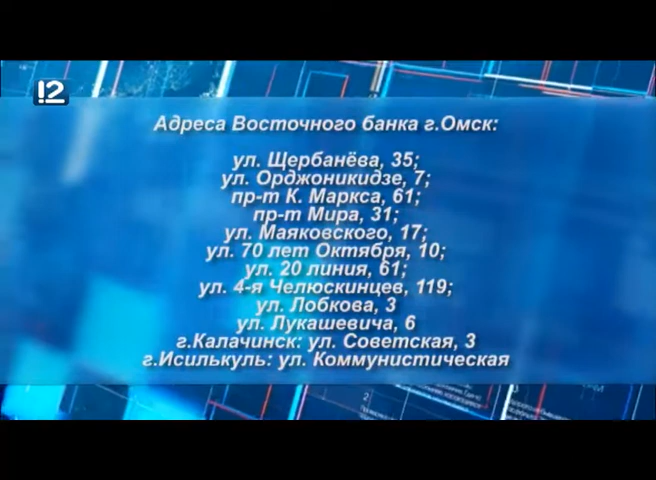 12
Адреса Восточного банка г.Омск:
ул. Щербанёва, 35;
ул. Орджоникидзе, 7;
пр-т К. Маркса, 61;
пр-т Мира, 31;
ул. Маяковского, 17;
ул. 70 лет Октября, 10;
ул. 20 линия, 61;
ул. 4-я Челюскинцев, 119;
ул. Лобкова, 3
ул. Лукашевича, 6
г.Калачинск: ул. Советская, 3
г.Исилькуль: ул. Коммунистическая
2
3